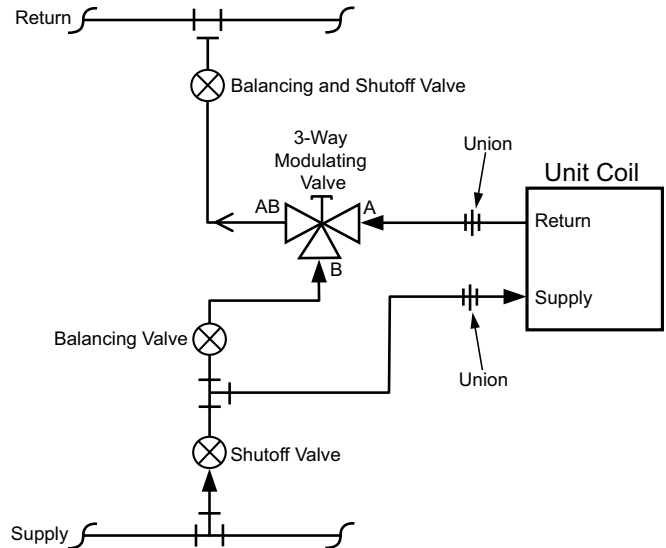 Return
Balancing and Shutoff Valve
3-Way
Modulating
Valve
Union
Unit Coil
AB
A
Return
B
Supply
Balancing Valve
Union
Shutoff Valve
Supply